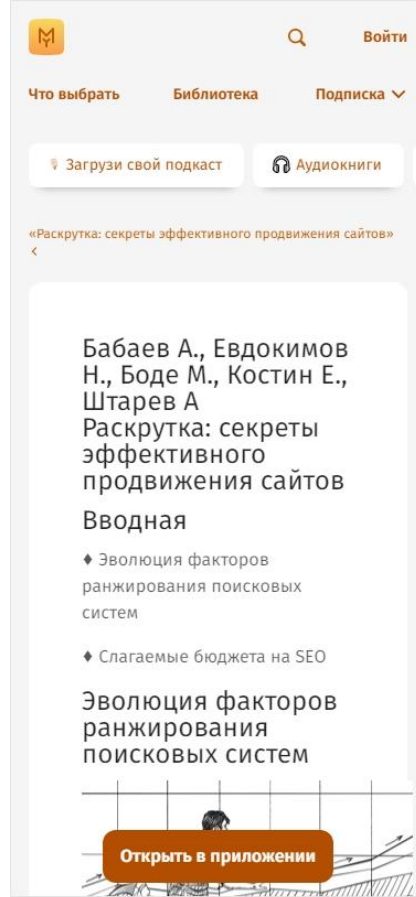 Войти
Что выбрать Библиотека Подписка
Загрузи свой подкаст Аудиокниги
«Раскрутка: секреты эффективного продвижения сайтов»
Бабаев А., Евдокимов
Н., Боде М., Костин Е.,
Штарев А
Раскрутка: секреты
эффективного
продвижения сайтов
Вводная
♦ Эволюция факторов
ранжирования поисковых
систем
♦ Слагаемые бюджета на SEO
Эволюция факторов
ранжирования
поисковых систем
Открыть в приложении